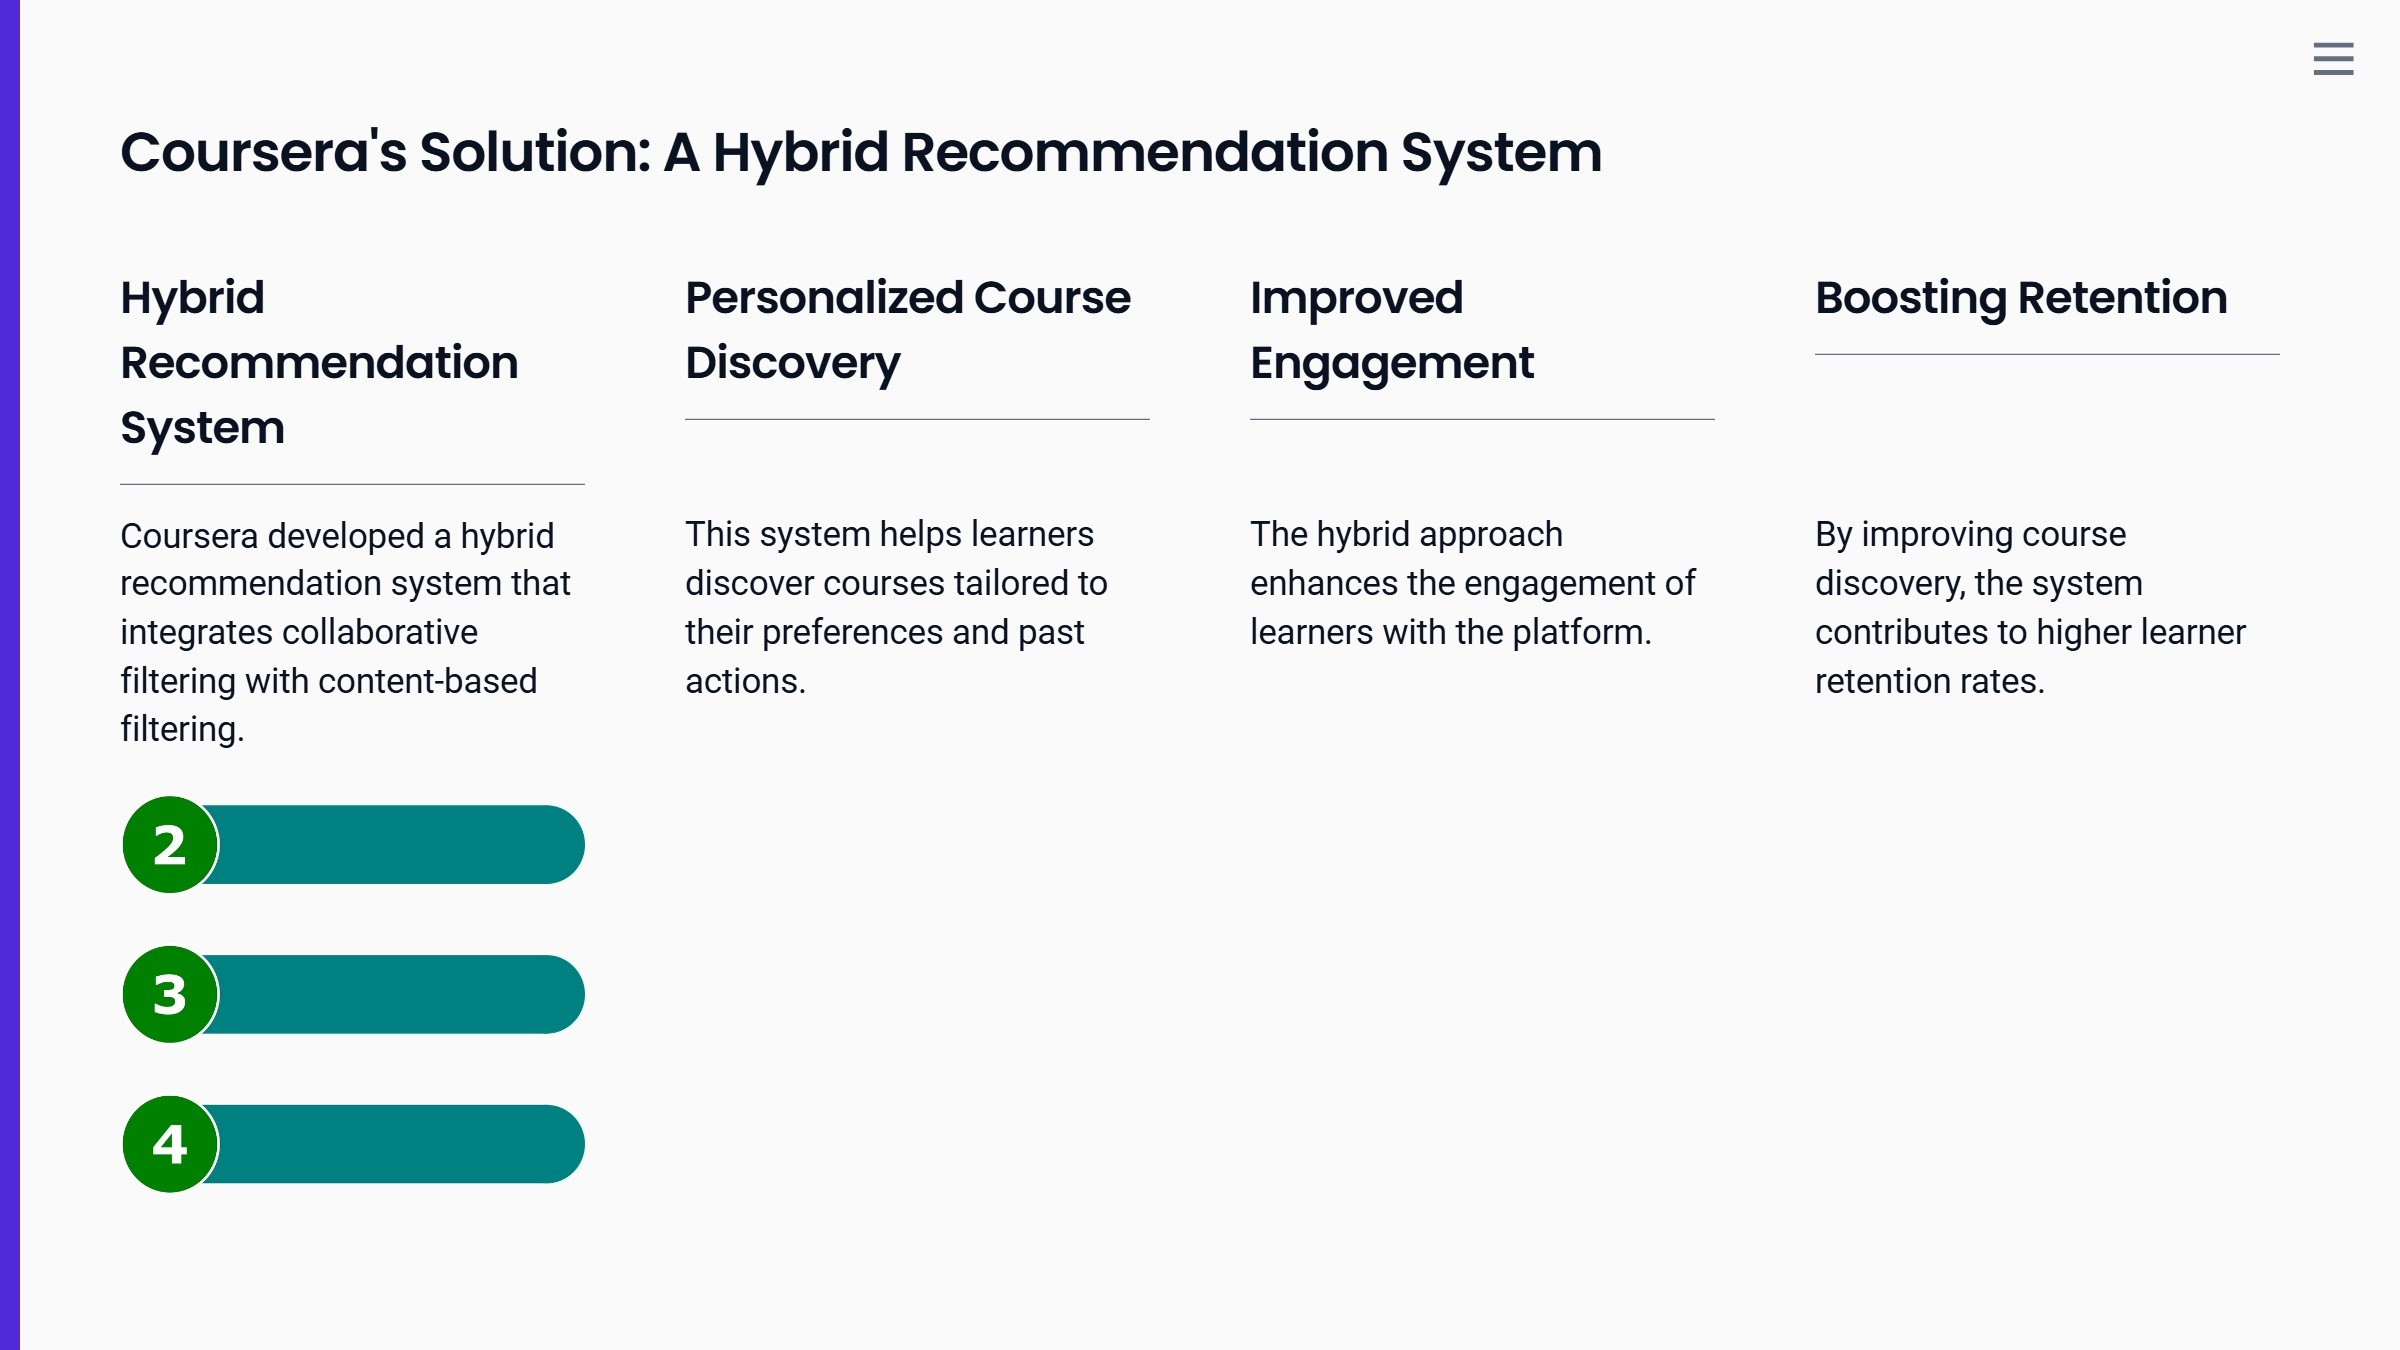 Coursera's Solution: A Hybrid Recommendation System
Hybrid
Recommendation
System
Coursera developed a hybrid
recommendation system that
integrates collaborative
filtering with content-based
filtering.
2
3
4
Personalized Course
Discovery
This system helps learners
discover courses tailored to
their preferences and past
actions.
Improved
Engagement
The hybrid approach
enhances the engagement of
learners with the platform.
Boosting Retention
By improving course
discovery, the system
contributes to higher learner
retention rates.